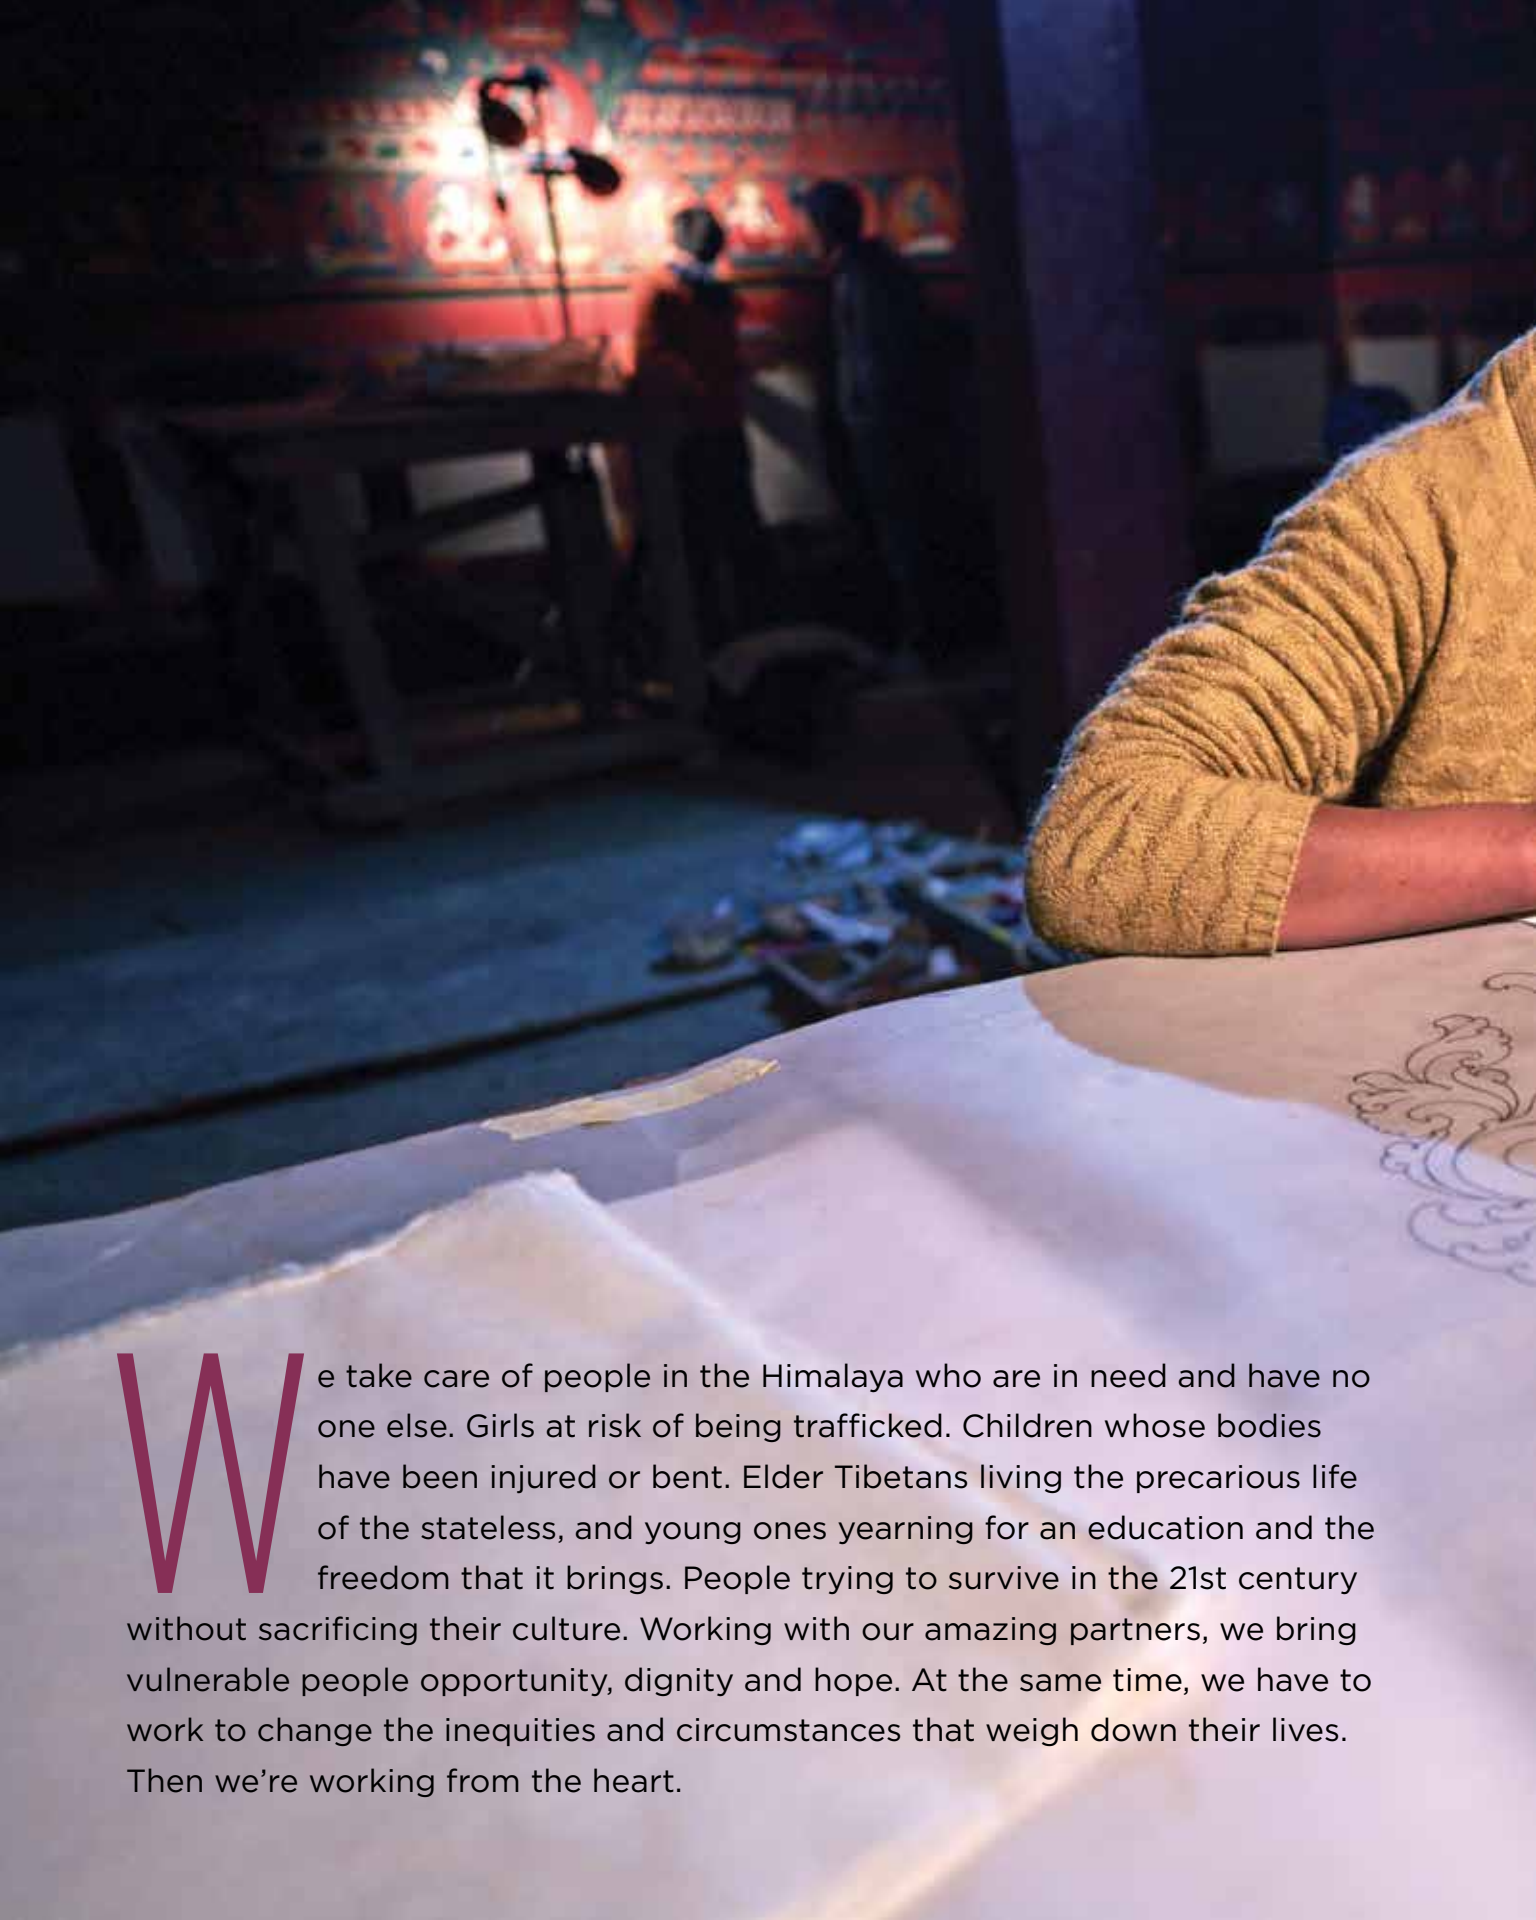 We take care of people in the Himalaya who are in need and have no
one else. Girls at risk of being trafficked. Children whose bodies
have been injured or bent. Elder Tibetans living the precarious life
of the stateless, and young ones yearning for an education and the
freedom that it brings. People trying to survive in the 21st century
without sacrificing their culture. Working with our amazing partners, we bring
vulnerable people opportunity, dignity and hope. At the same time, we have to
work to change the inequities and circumstances that weigh down their lives.
Then we’re working from the heart.